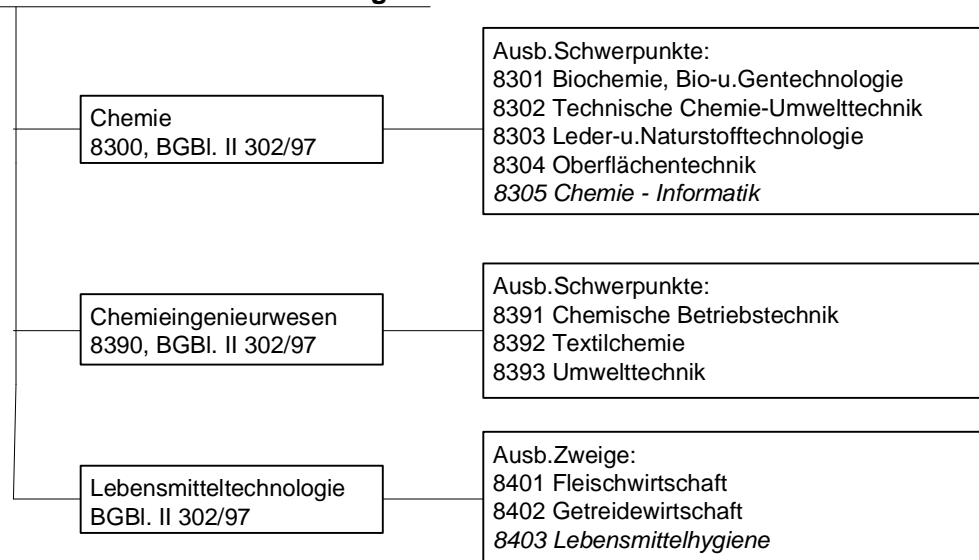 Chemie
8300, BGBl. II 302/97
Ausb.Schwerpunkte:
8301 Biochemie, Bio-u.Gentechnologie
8302 Technische Chemie-Umwelttechnik
8303 Leder-u.Naturstofftechnologie
8304 Oberflächentechnik
8305 Chemie - Informatik
Chemieingenieurwesen
8390, BGBl. II 302/97
Ausb.Schwerpunkte:
8391 Chemische Betriebstechnik
8392 Textilchemie
8393 Umwelttechnik
Lebensmitteltechnologie
BGBl. II 302/97
Ausb.Zweige:
8401 Fleischwirtschaft
8402 Getreidewirtschaft
8403 Lebensmittelhygiene